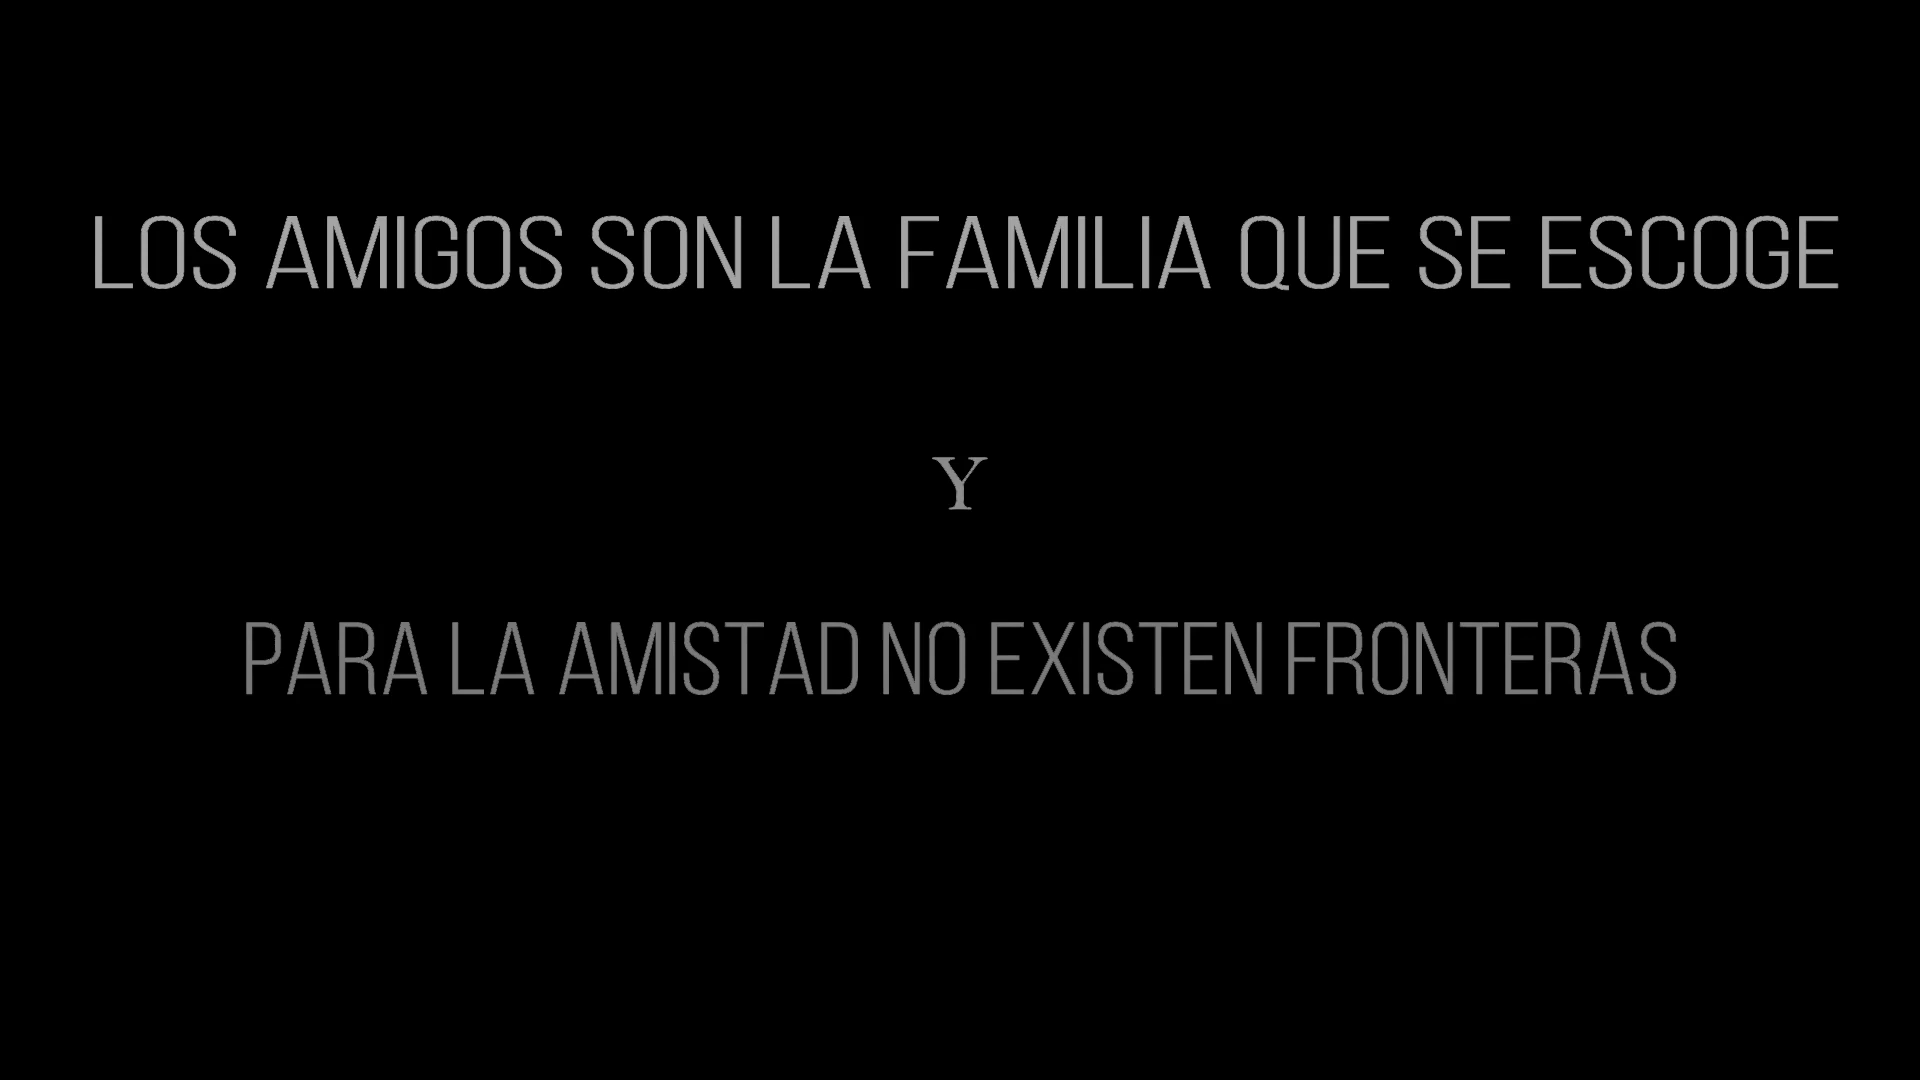 LOS AMIGOS SON LA FAMILIA QUE SE ESCOGE
Y
PARA LA AMISTAD NO EXISTEN FRONTERAS